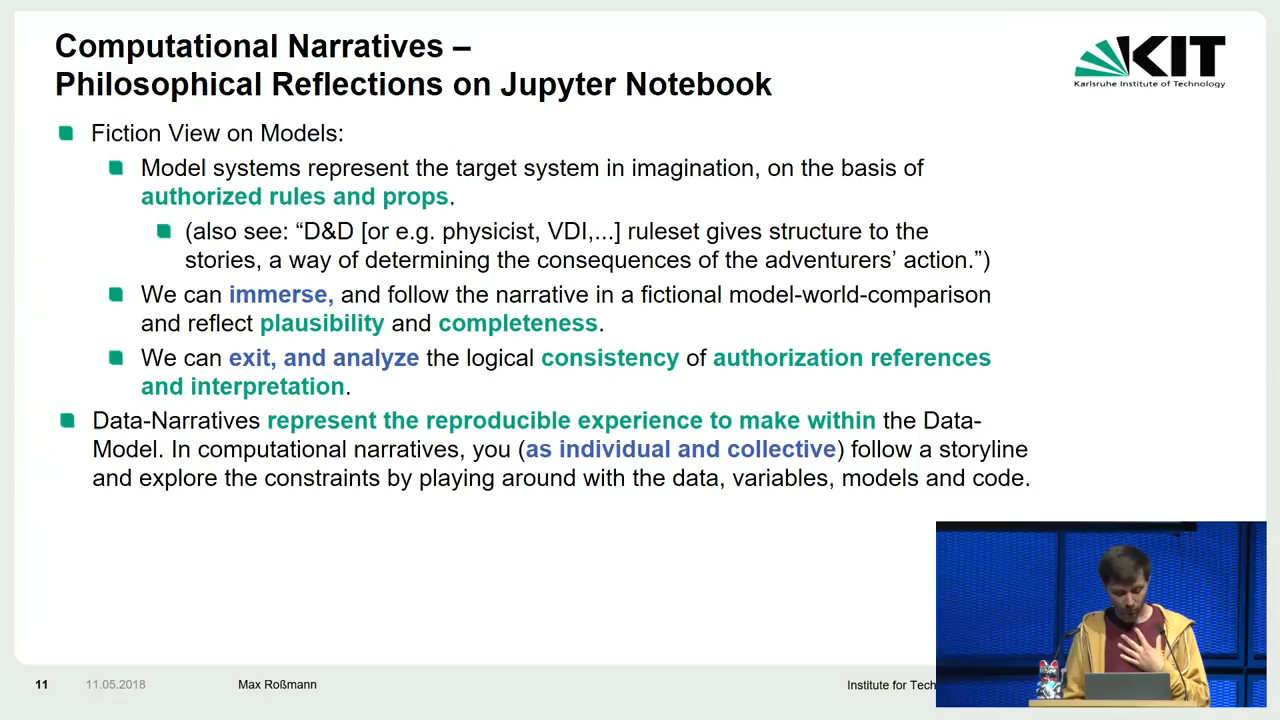 Computational Narratives –
Philosophical Reflections on Jupyter Notebook
KIT
Karlsruhe Institute of Technology
Fiction View on Models:
Model systems represent the target system in imagination, on the basis of
authorized rules and props.
(also see: “D&D [or e.g. physicist, VDI,...] ruleset gives structure to the
stories, a way of determining the consequences of the adventurers’ action.”)
We can immerse, and follow the narrative in a fictional model-world-comparison
and reflect plausibility and completeness.
We can exit, and analyze the logical consistency of authorization references
and interpretation.
Data-Narratives represent the reproducible experience to make within the Data-
Model. In computational narratives, you (as individual and collective) follow a storyline
and explore the constraints by playing around with the data, variables, models and code.
11 11.05.2018 Max Roßmann Institute for Tech